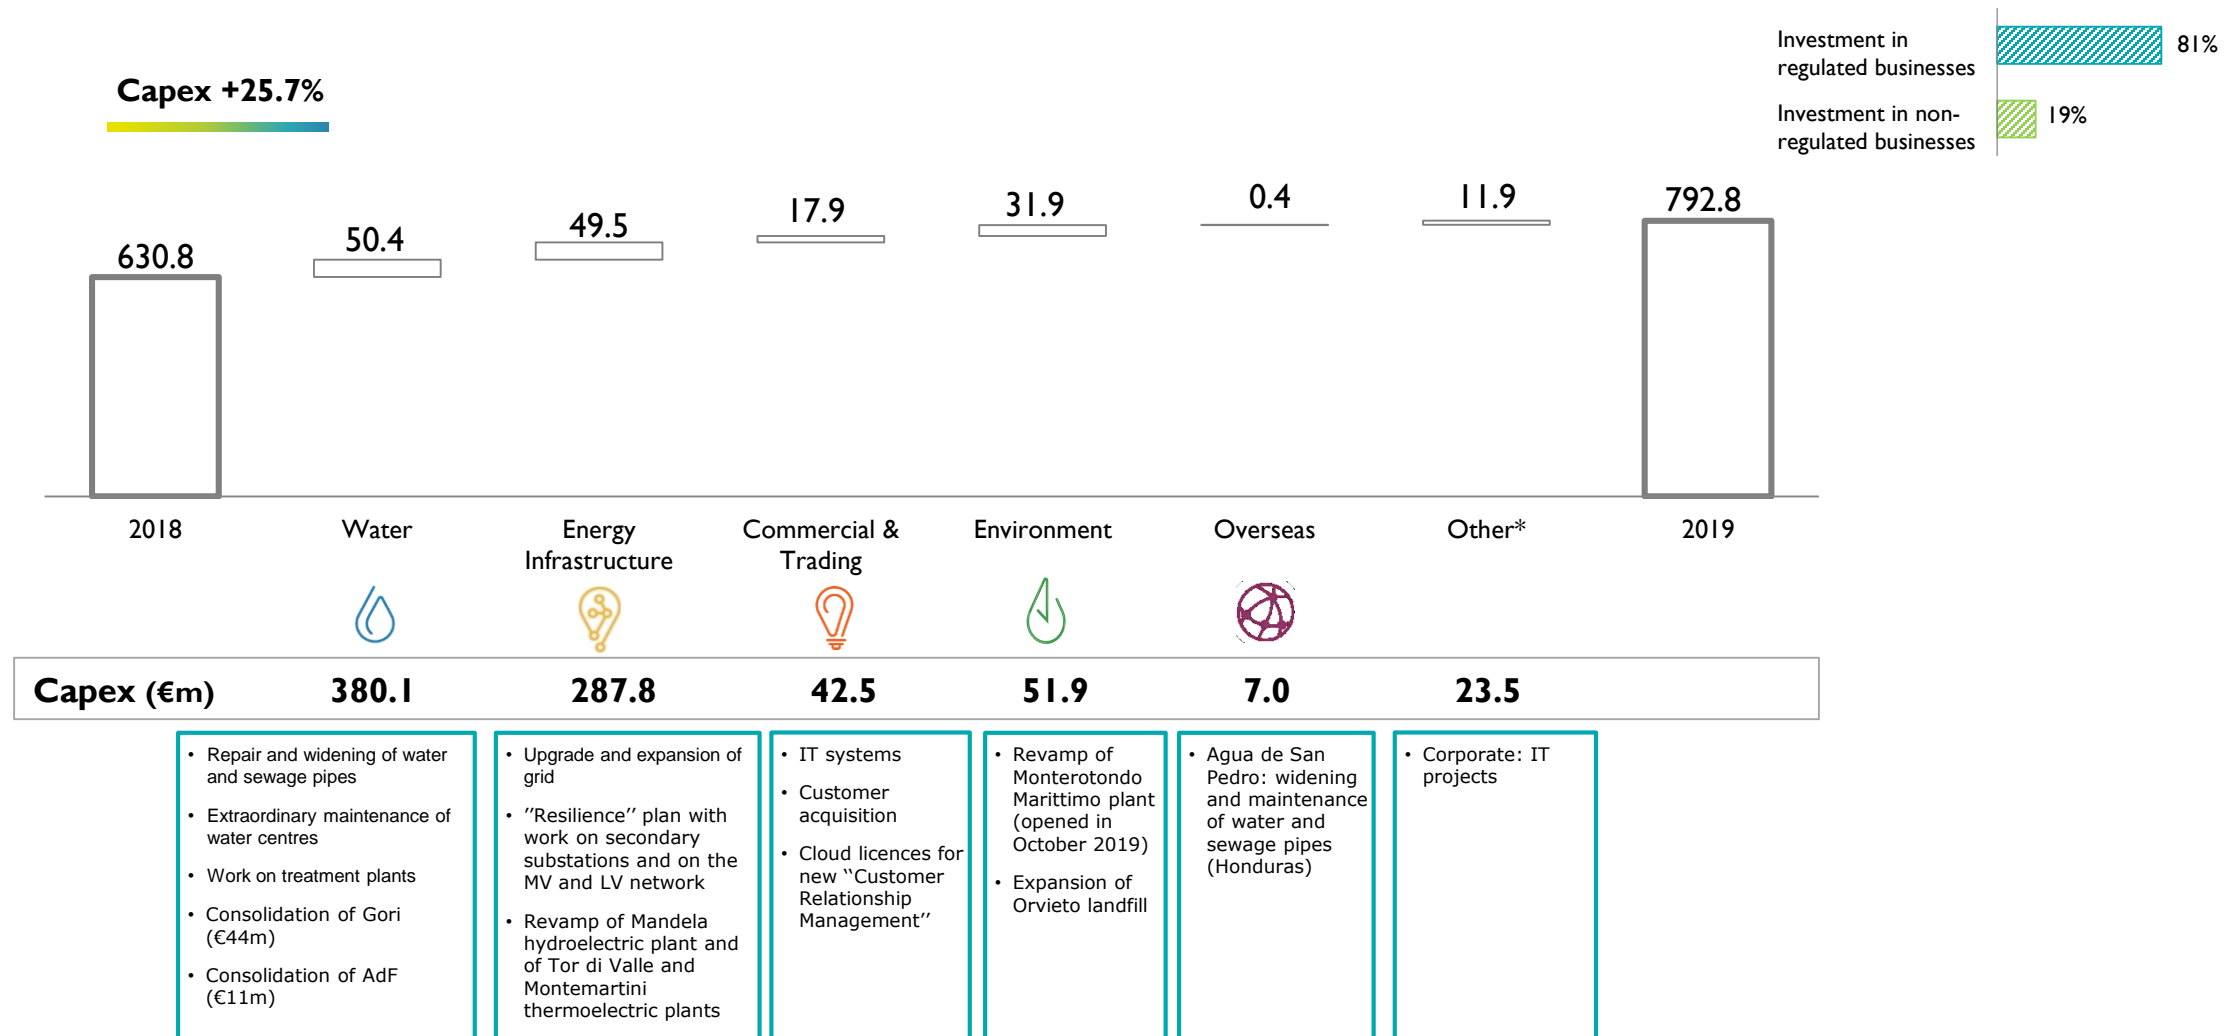 Capex +25.7%
Investment in
regulated businesses
81%
Investment in non-
regulated businesses
19%
630.8
50.4
49.5
17.9
31.9
0.4
11.9
792.8
2018
Water
Energy
Infrastructure
Commercial &
Trading
Environment
Overseas
Other*
2019
Capex (€m)
380.1
287.8
42.5
51.9
7.0
23.5
• Repair and widening of water
and sewage pipes
• Extraordinary maintenance of
water centres
• Work on treatment plants
• Consolidation of Gori
(€44m)
• Consolidation of AdF
(€11m)
• Upgrade and expansion of
grid
• ’’Resilience’’ plan with
work on secondary
substations and on the
MV and LV network
• Revamp of Mandela
hydroelectric plant and
of Tor di Valle and
Montemartini
thermoelectric plants
• IT systems
• Customer
acquisition
• Cloud licences for
new ‘‘Customer
Relationship
Management’’
• Revamp of
Monterotondo
Marittimo plant
(opened in
October 2019)
• Expansion of
Orvieto landfill
• Agua de San
Pedro: widening
and maintenance
of water and
sewage pipes
(Honduras)
• Corporate: IT
projects